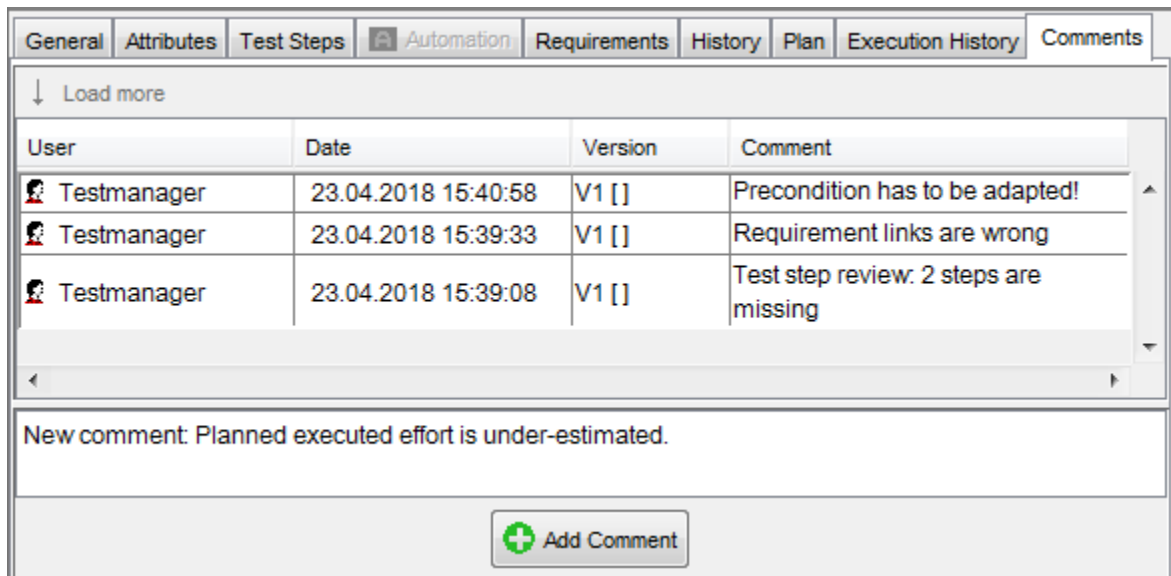 General Attributes Test Steps Automation Requirements History Plan Execution History Comments
Load more
User Date Version Comment
Testmanager 23.04.2018 15:40:58 V1 [ ] Precondition has to be adapted!
Testmanager 23.04.2018 15:39:33 V1 [ ] Requirement links are wrong
Testmanager 23.04.2018 15:39:08 V1 [ ] Test step review: 2 steps are
missing
New comment: Planned executed effort is under-estimated.
Add Comment